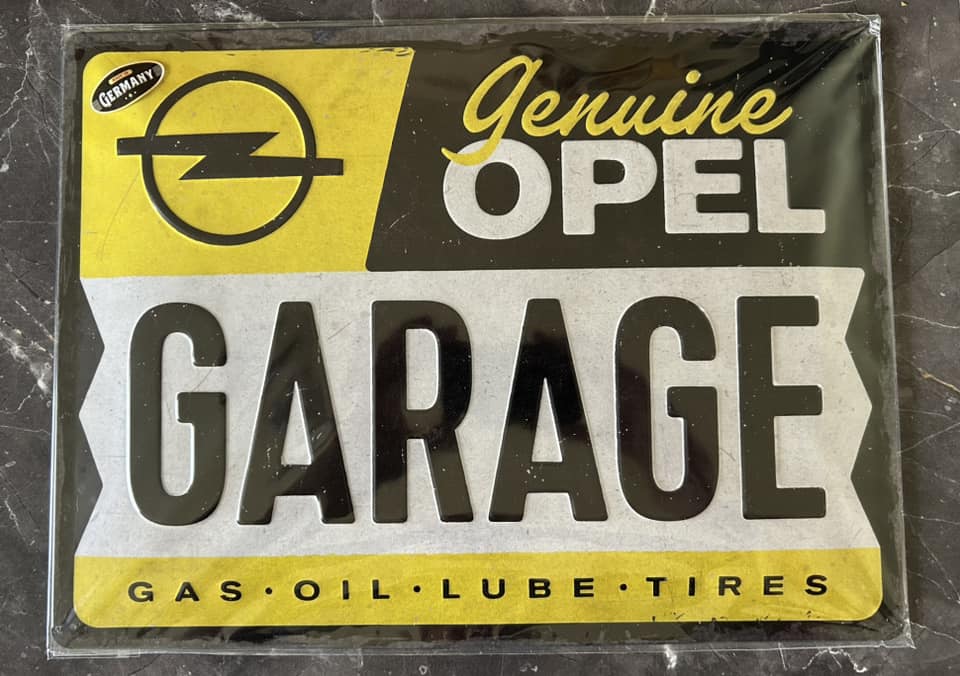 GERMANY
Genuine
OPEL
GARAGE
GAS·OIL·LUBE·TIRES